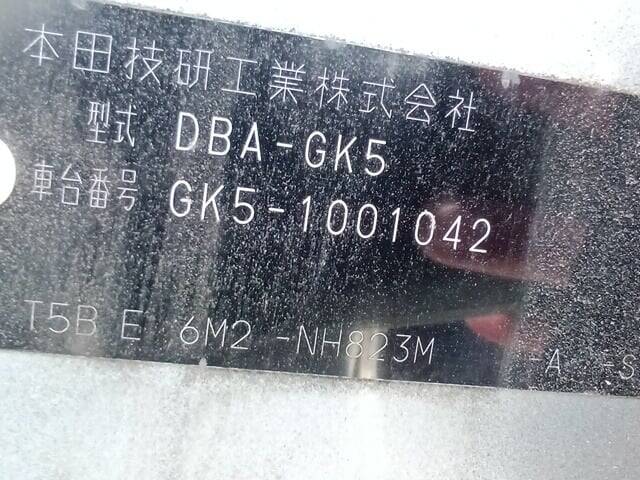 本田技研工業株式会社
型式 DBA-GK5
車台番号 GK5-1001042
T5B E 6M2 -NH823M -A -S